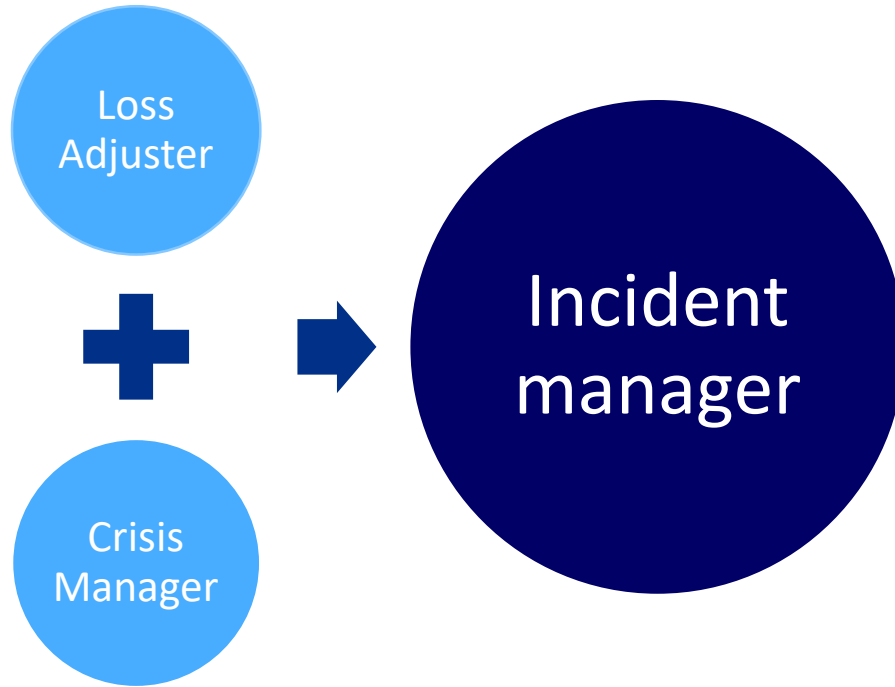 Loss
Adjuster
Crisis
Manager
Incident
manager